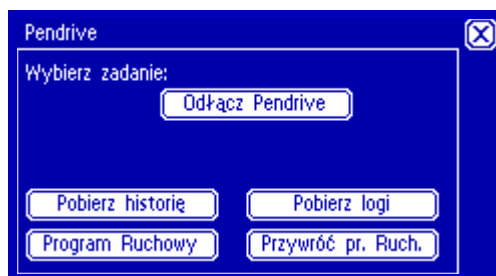 Pendrive
Wybierz zadanie:
Odłącz Pendrive
Pobierz historię Pobierz logi
Program Ruchowy Przywróć pr. Ruch.